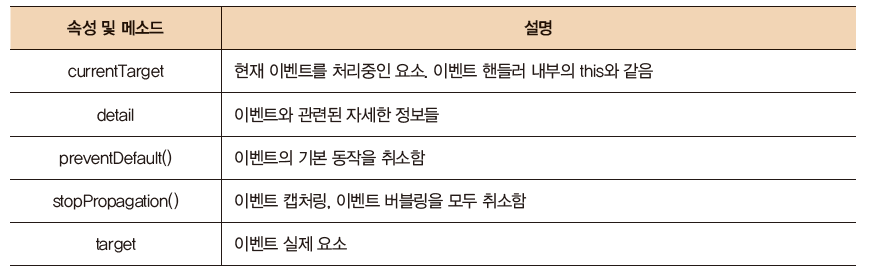 속성 및 메소드 설명
currentTarget 현재 이벤트를 처리중인 요소. 이벤트 핸들러 내부의 this와 같음
detail 이벤트와 관련된 자세한 정보들
preventDefault() 이벤트의 기본 동작을 취소함
stopPropagation() 이벤트 캡처링, 이벤트 버블링을 모두 취소함
target 이벤트 실제 요소